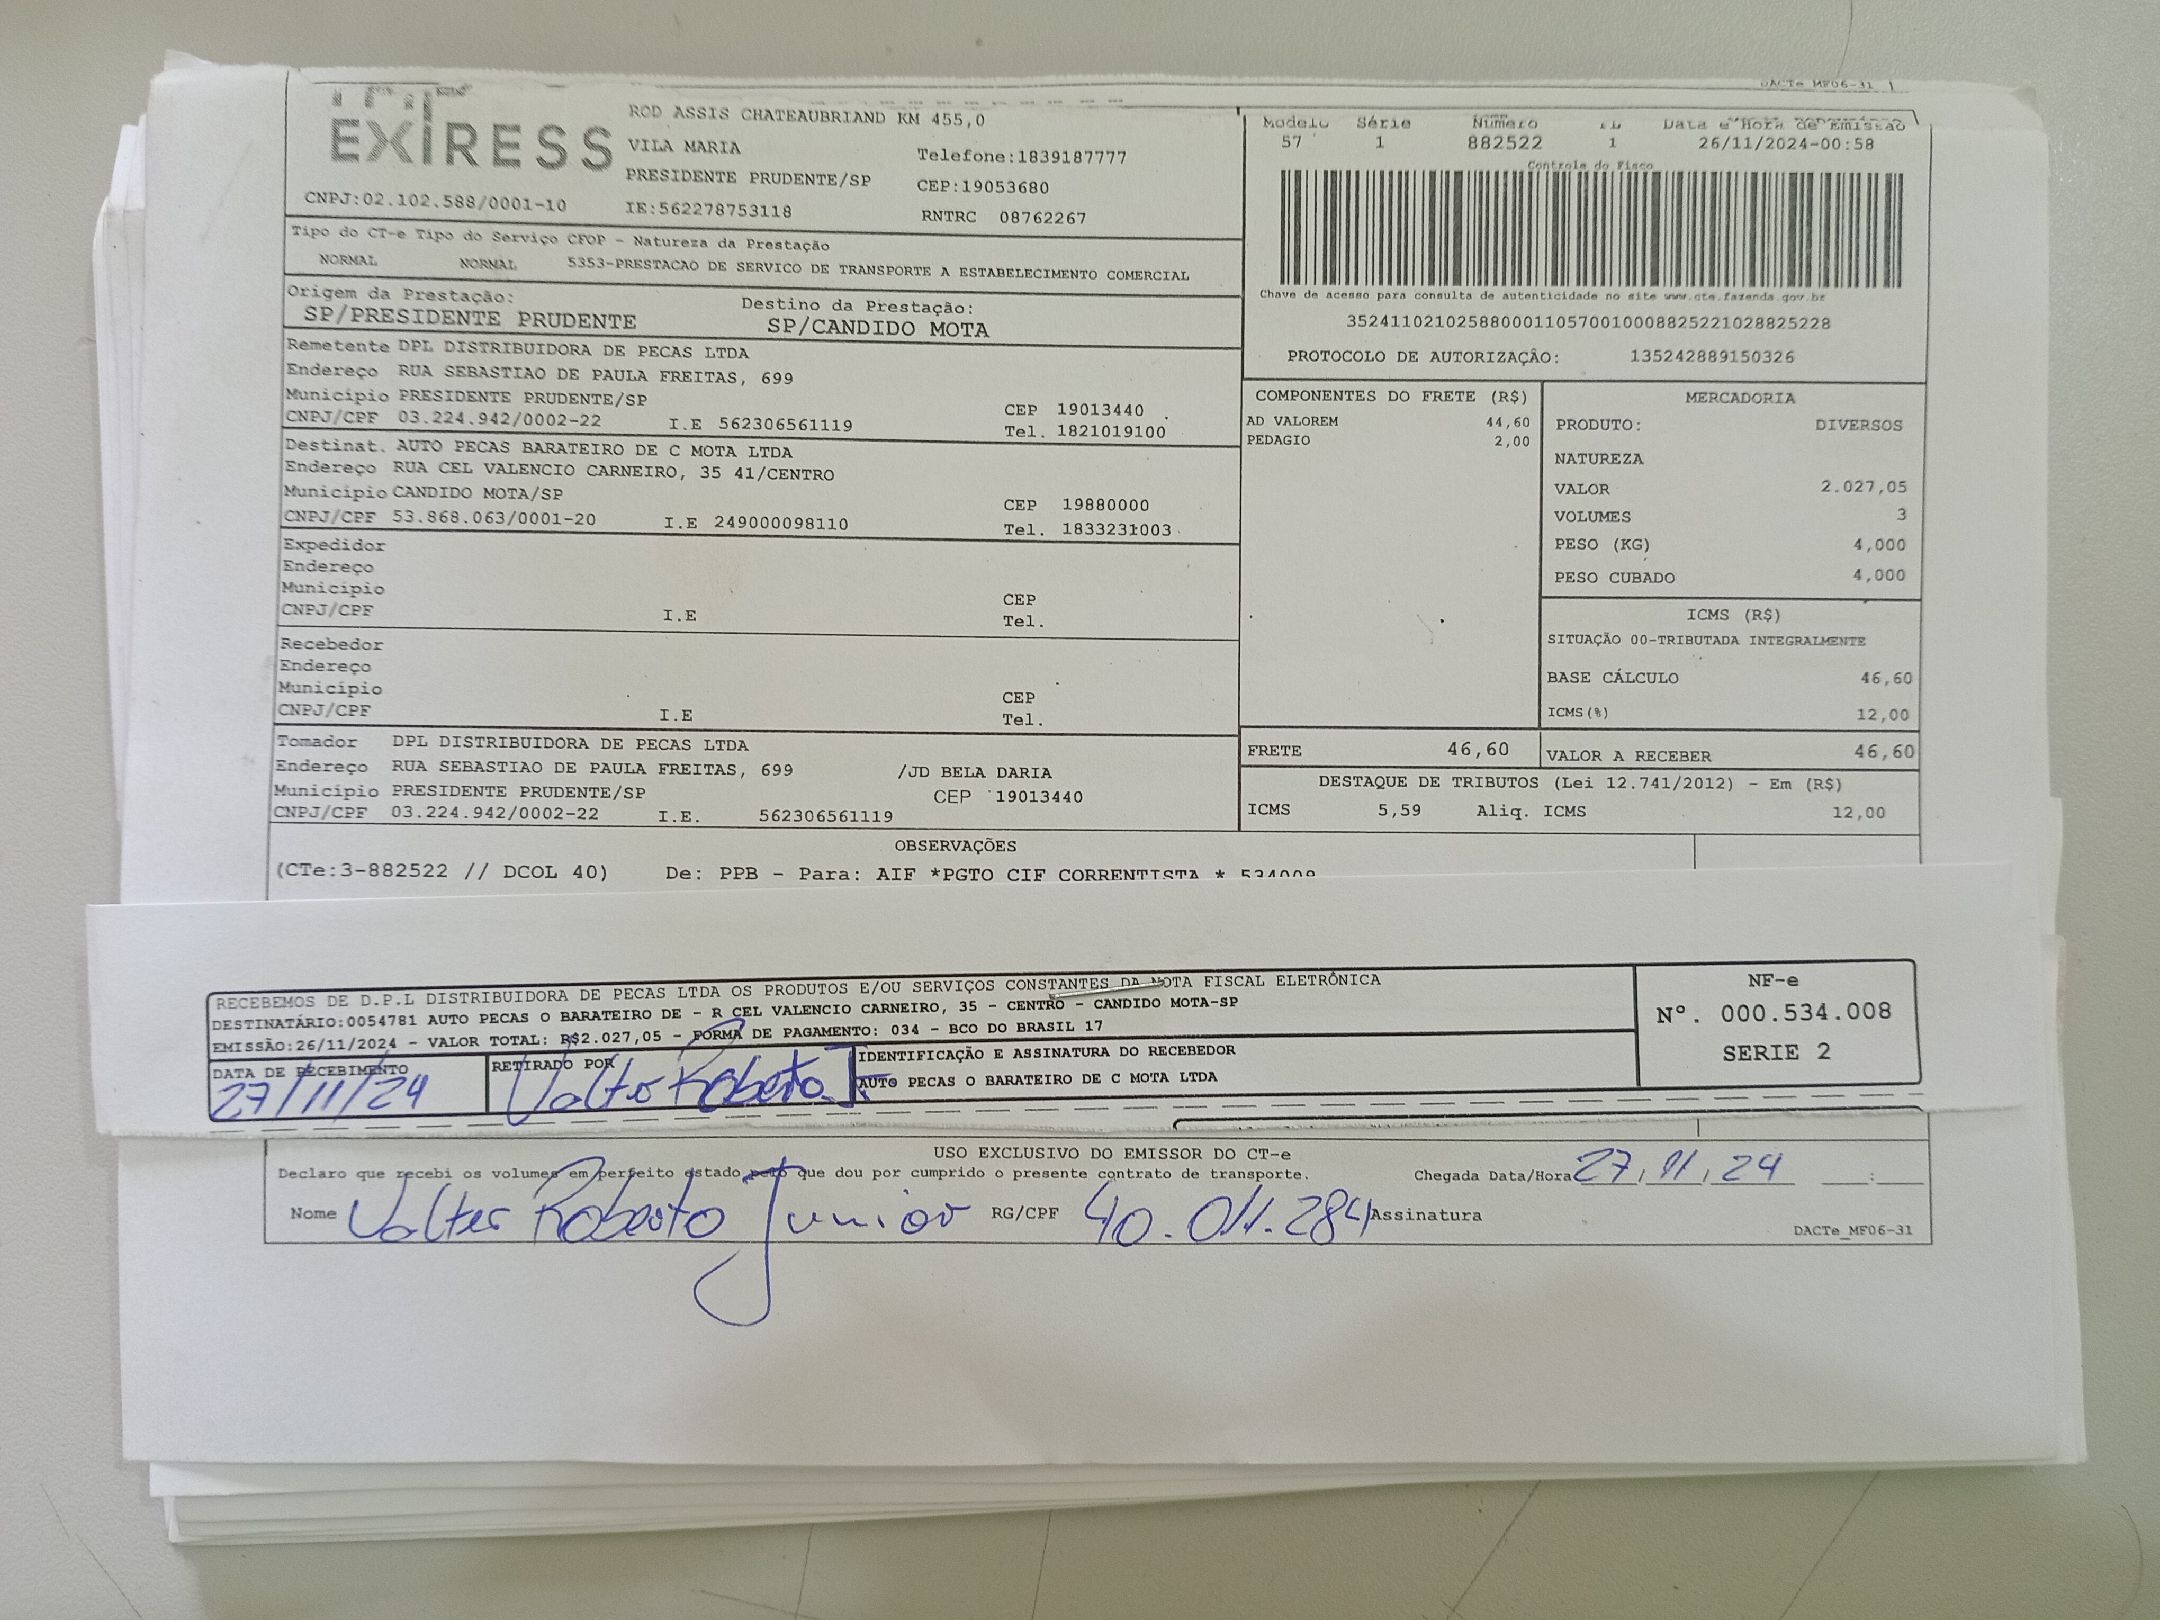 DACTe_MF06-31
EXPRESS
ROD ASSIS CHATEAUBRIAND KM 455,0
VILA MARIA
Telefone:1839187777
PRESIDENTE PRUDENTE/SP
CEP:19053680
CNPJ:02.102.588/0001-10
IE:562278753118
RNTRC 08762267
Modelo Série Número FL Data e Hora de Emissão
57 1 882522 1 26/11/2024-00:58
Controle do Fisco
Chave de acesso para consulta de autenticidade no site www.cte.fazenda.gov.br
35241102102588000110570010008825221028825228
PROTOCOLO DE AUTORIZAÇÃO: 135242889150326
Tipo do CT-e Tipo do Serviço CFOP - Natureza da Prestação
NORMAL NORMAL 5353-PRESTACAO DE SERVICO DE TRANSPORTE A ESTABELECIMENTO COMERCIAL
Origem da Prestação: Destino da Prestação:
SP/PRESIDENTE PRUDENTE SP/CANDIDO MOTA
Remetente DPL DISTRIBUIDORA DE PECAS LTDA
Endereço RUA SEBASTIAO DE PAULA FREITAS, 699
Município PRESIDENTE PRUDENTE/SP CEP 19013440
CNPJ/CPF 03.224.942/0002-22 I.E 562306561119 Tel. 1821019100
Destinat. AUTO PECAS BARATEIRO DE C MOTA LTDA
Endereço RUA CEL VALENCIO CARNEIRO, 35 41/CENTRO
Município CANDIDO MOTA/SP CEP 19880000
CNPJ/CPF 53.868.063/0001-20 I.E 249000098110 Tel. 1833231003
Expedidor
Endereço
Município CEP
CNPJ/CPF I.E Tel.
Recebedor
Endereço
Município CEP
CNPJ/CPF I.E Tel.
Tomador DPL DISTRIBUIDORA DE PECAS LTDA
Endereço RUA SEBASTIAO DE PAULA FREITAS, 699 /JD BELA DARIA
Município PRESIDENTE PRUDENTE/SP CEP 19013440
CNPJ/CPF 03.224.942/0002-22 I.E. 562306561119
COMPONENTES DO FRETE (R$)
AD VALOREM 44,60
PEDAGIO 2,00
MERCADORIA
PRODUTO: DIVERSOS
NATUREZA
VALOR 2.027,05
VOLUMES 3
PESO (KG) 4,000
PESO CUBADO 4,000
ICMS (R$)
SITUAÇÃO 00-TRIBUTADA INTEGRALMENTE
BASE CÁLCULO 46,60
ICMS(%) 12,00
FRETE 46,60 VALOR A RECEBER 46,60
DESTAQUE DE TRIBUTOS (Lei 12.741/2012) - Em (R$)
ICMS 5,59 Aliq. ICMS 12,00
OBSERVAÇÕES
(CTe:3-882522 // DCOL 40) De: PPB - Para: AIF *PGTO CIF CORRENTISTA *
RECEBEMOS DE D.P.L DISTRIBUIDORA DE PECAS LTDA OS PRODUTOS E/OU SERVIÇOS CONSTANTES DA NOTA FISCAL ELETRÔNICA
DESTINATÁRIO:0054781 AUTO PECAS O BARATEIRO DE - R CEL VALENCIO CARNEIRO, 35 - CENTRO - CANDIDO MOTA-SP
EMISSÃO:26/11/2024 - VALOR TOTAL: R$2.027,05 - FORMA DE PAGAMENTO: 034 - BCO DO BRASIL 17
DATA DE RECEBIMENTO RETIRADO POR IDENTIFICAÇÃO E ASSINATURA DO RECEBEDOR
27/11/24 Valter Roberto Jr AUTO PECAS O BARATEIRO DE C MOTA LTDA
NF-e
Nº. 000.534.008
SERIE 2
USO EXCLUSIVO DO EMISSOR DO CT-e
Declaro que recebi os volumes em perfeito estado pelo que dou por cumprido o presente contrato de transporte. Chegada Data/Hora 27/11/24 :
Nome Valter Roberto Junior RG/CPF 40.011.284 Assinatura
DACTe_MF06-31